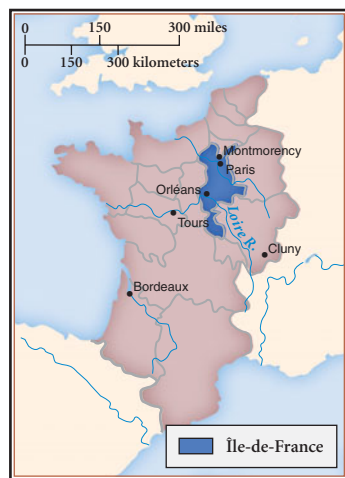 0 150 300 miles
0 150 300 kilometers
Montmorency
Paris
Orléans
Loire R.
Tours
Cluny
Bordeaux
Île-de-France